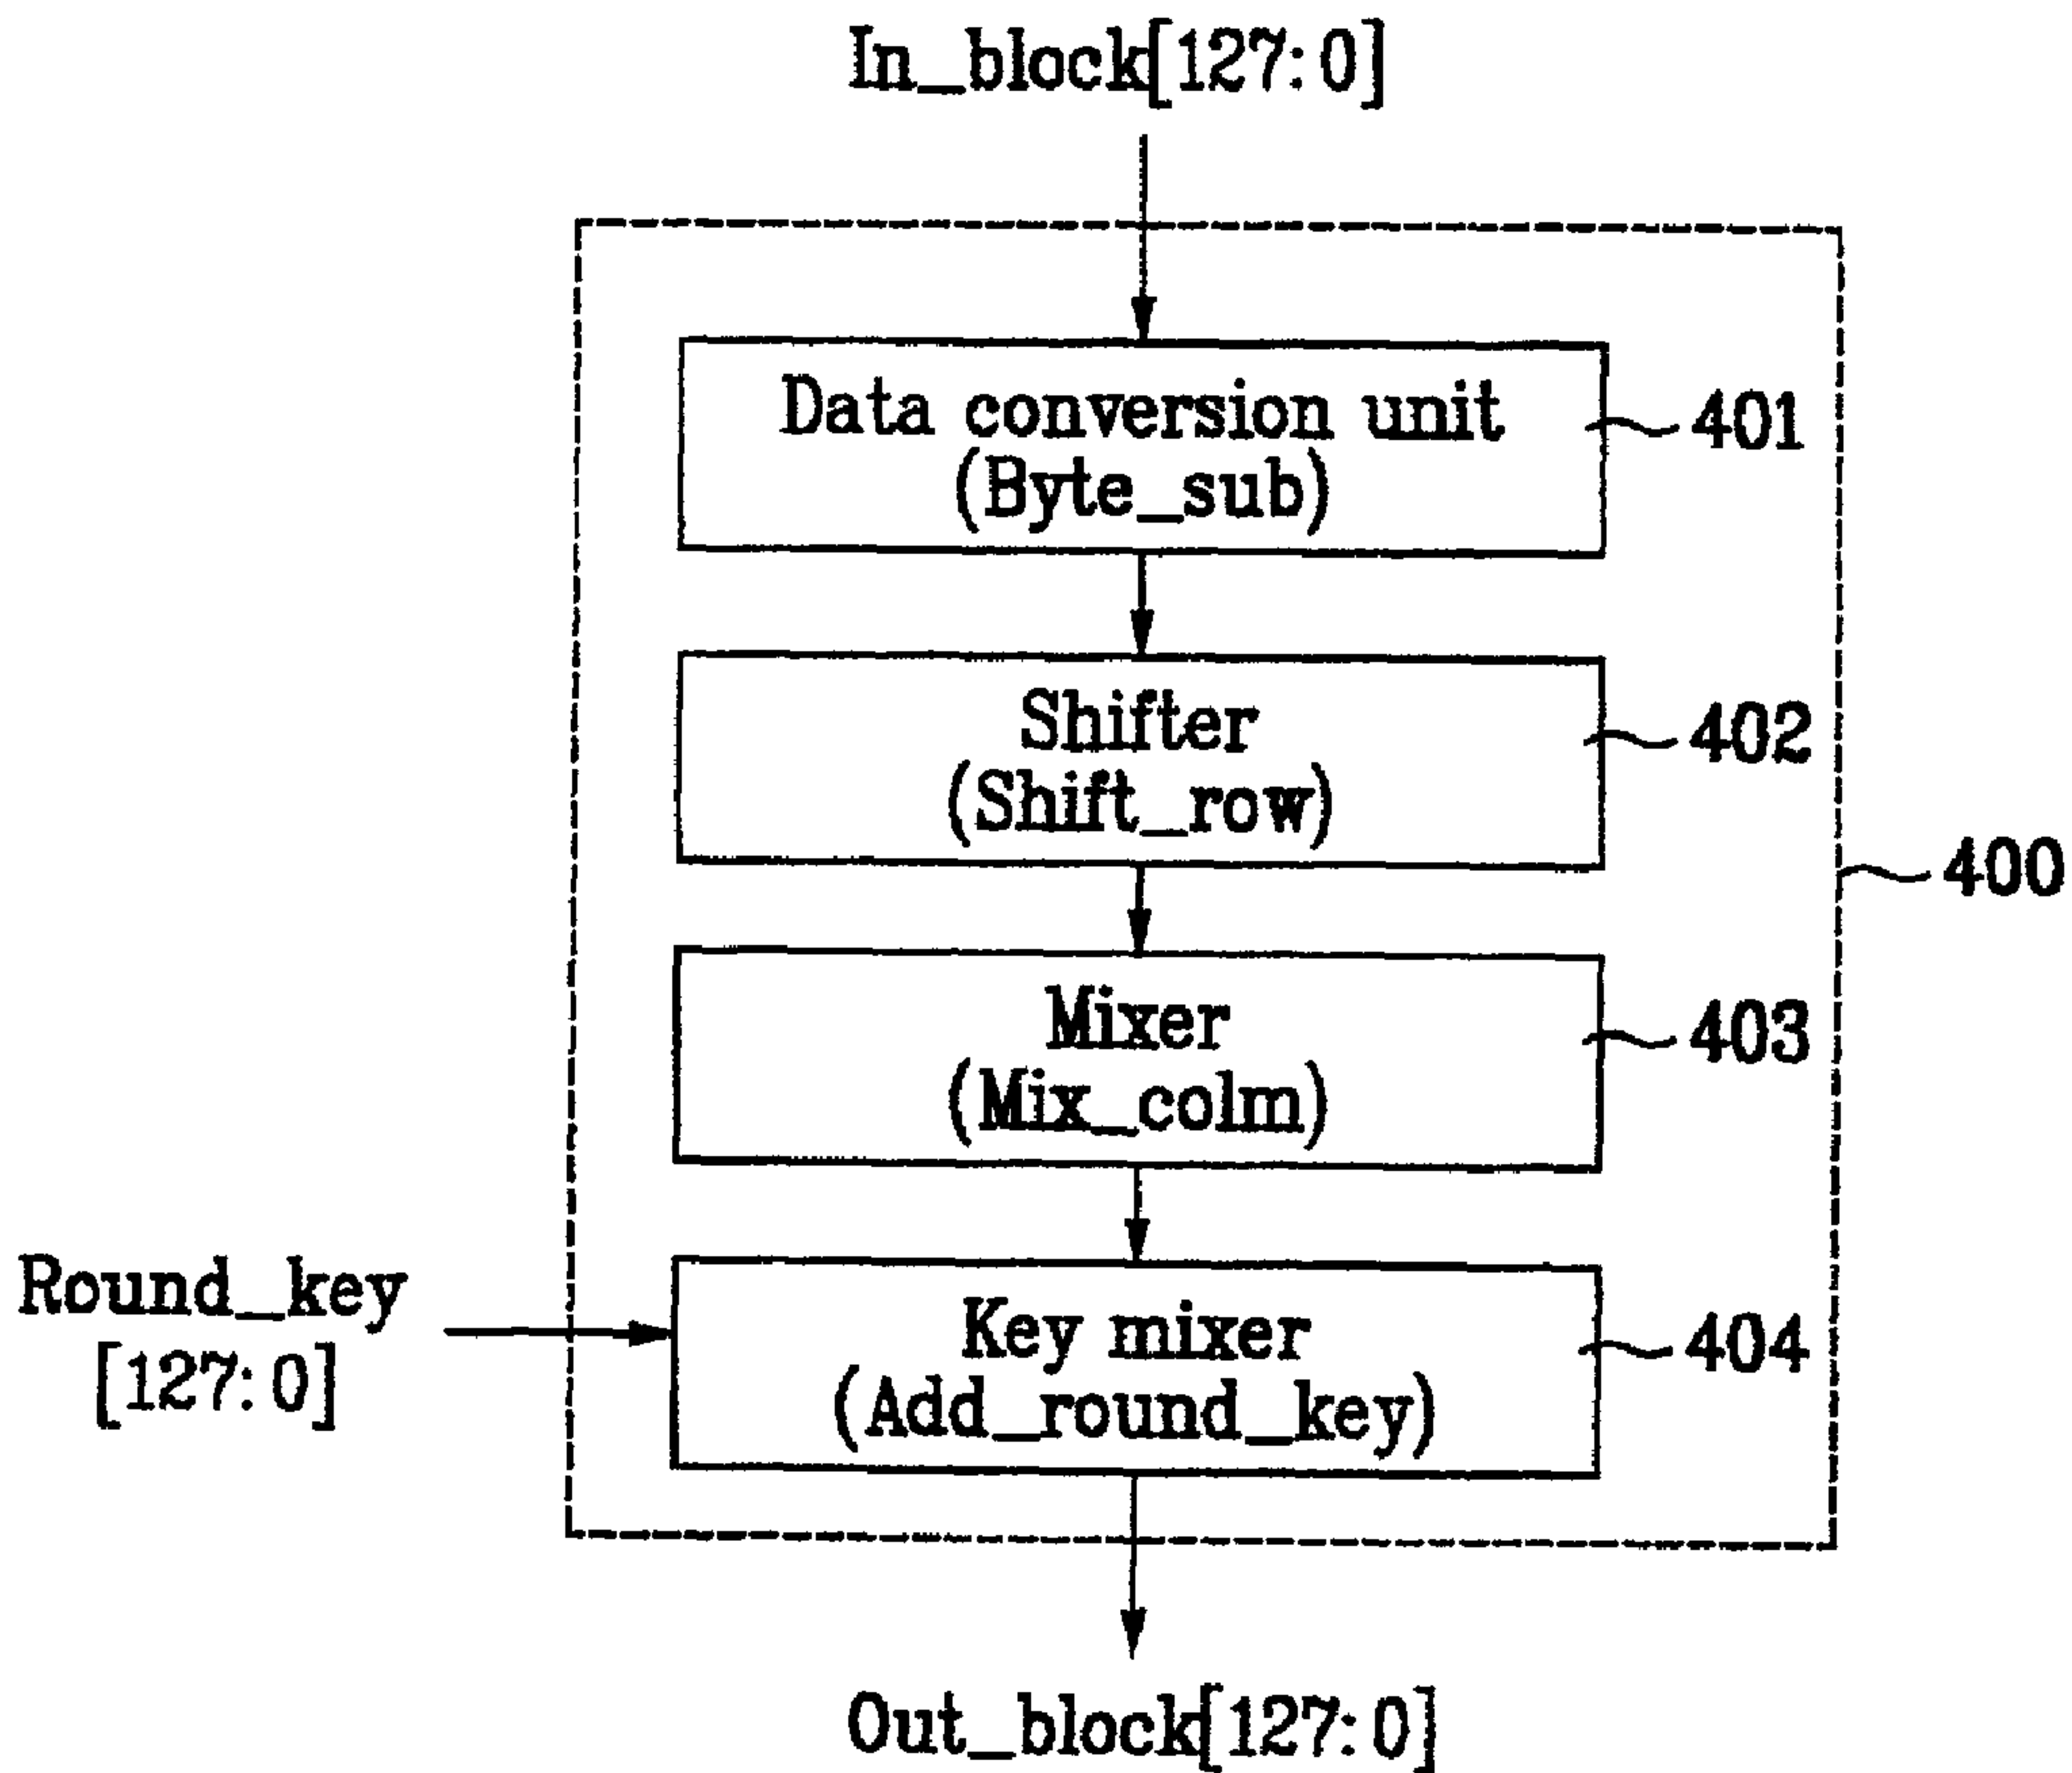 In_block[127:0]
Data conversion unit
(Byte_sub)
401
Shifter
(Shift_row)
402
400
Mixer
(Mix_colm)
403
Round_key
[127:0]
Key mixer
(Add_round_key)
404
Out_block[127:0]